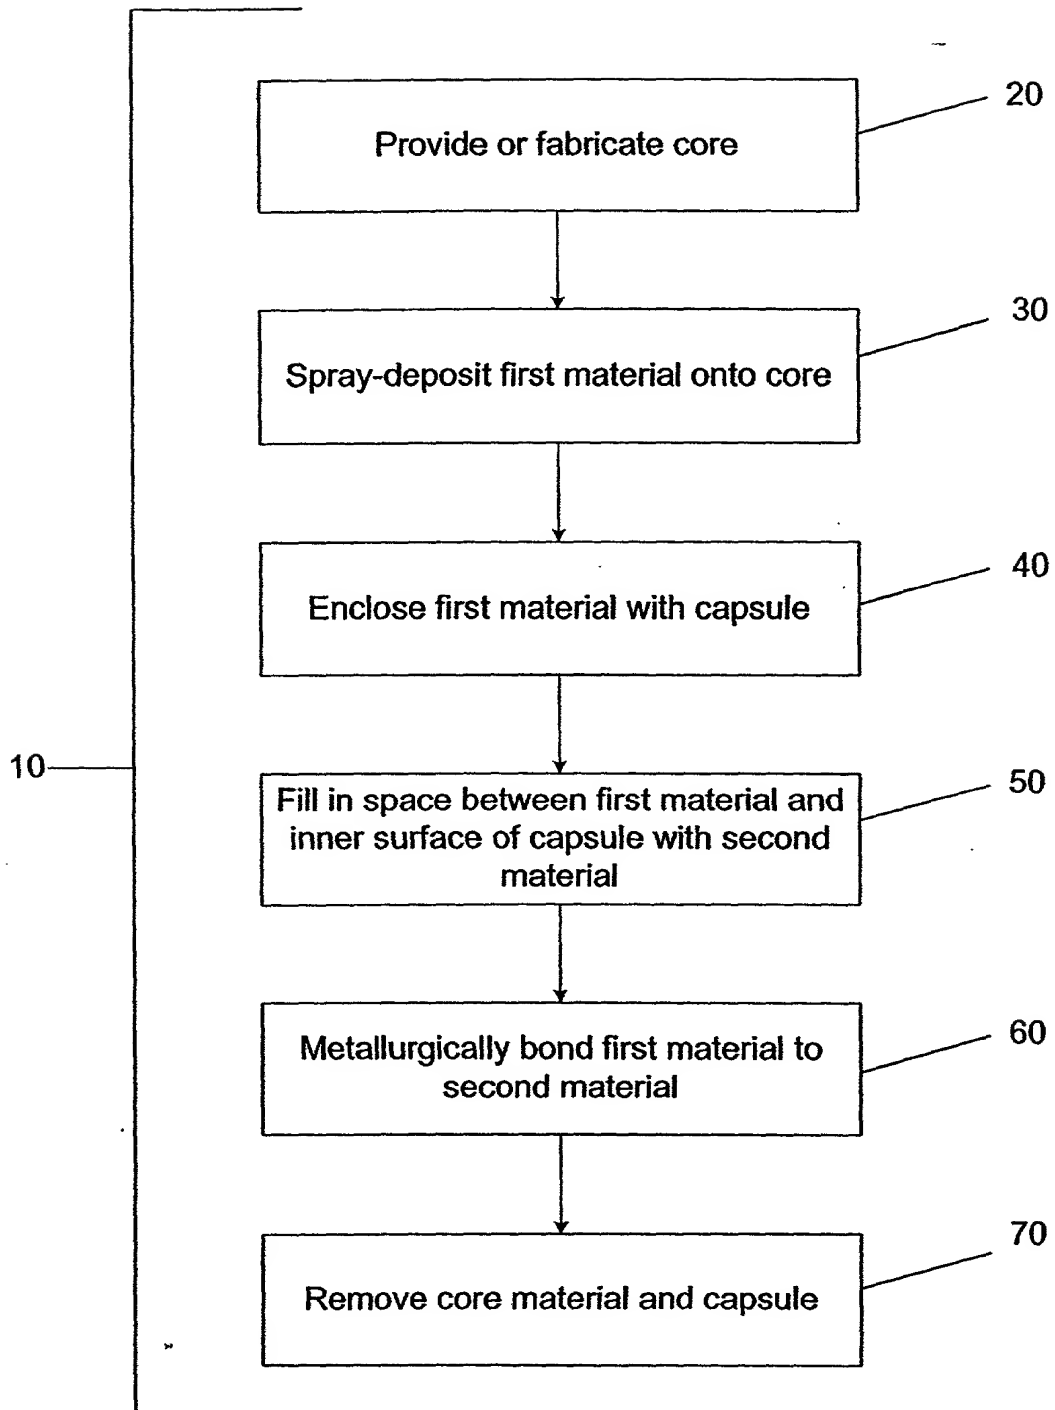 20
Provide or fabricate core
30
Spray-deposit first material onto core
40
Enclose first material with capsule
10
50
Fill in space between first material and
inner surface of capsule with second
material
60
Metallurgically bond first material to
second material
70
Remove core material and capsule